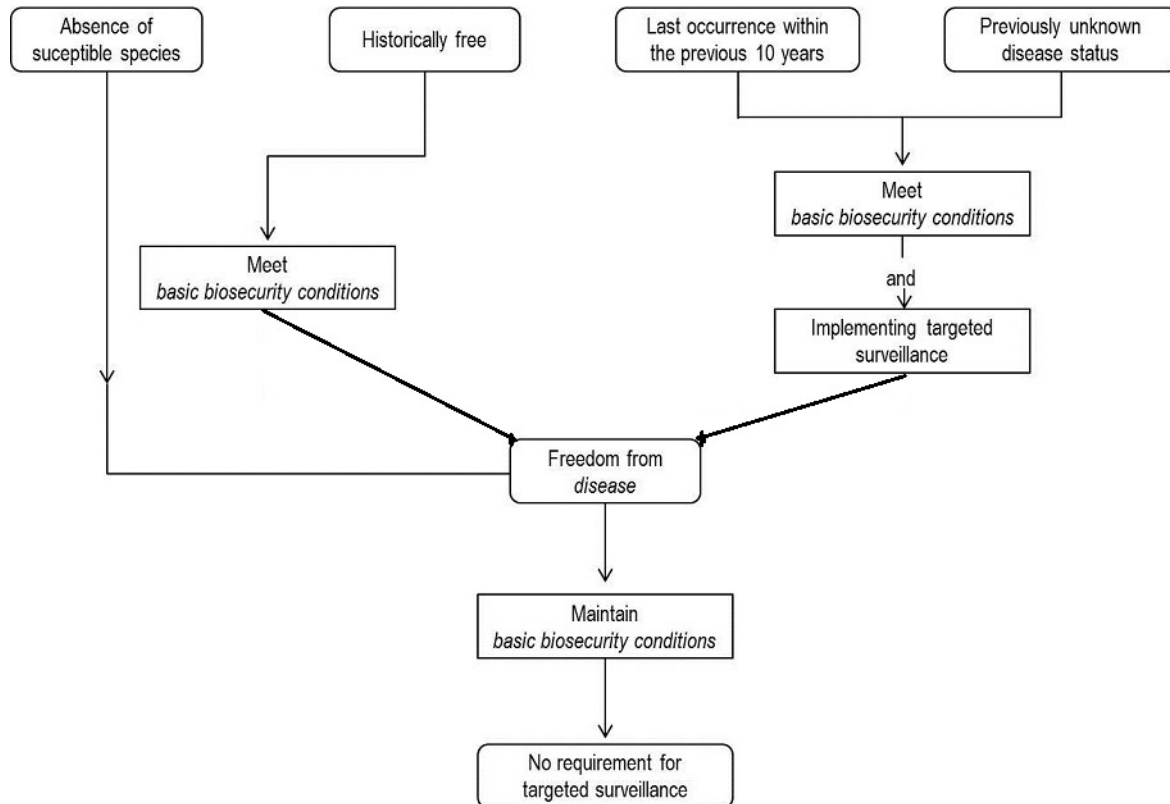 Absence of
suceptible species
Historically free
Last occurrence within
the previous 10 years
Previously unknown
disease status
Meet
basic biosecurity conditions
Meet
basic biosecurity conditions
and
Implementing targeted
surveillance
Freedom from
disease
Maintain
basic biosecurity conditions
No requirement for
targeted surveillance